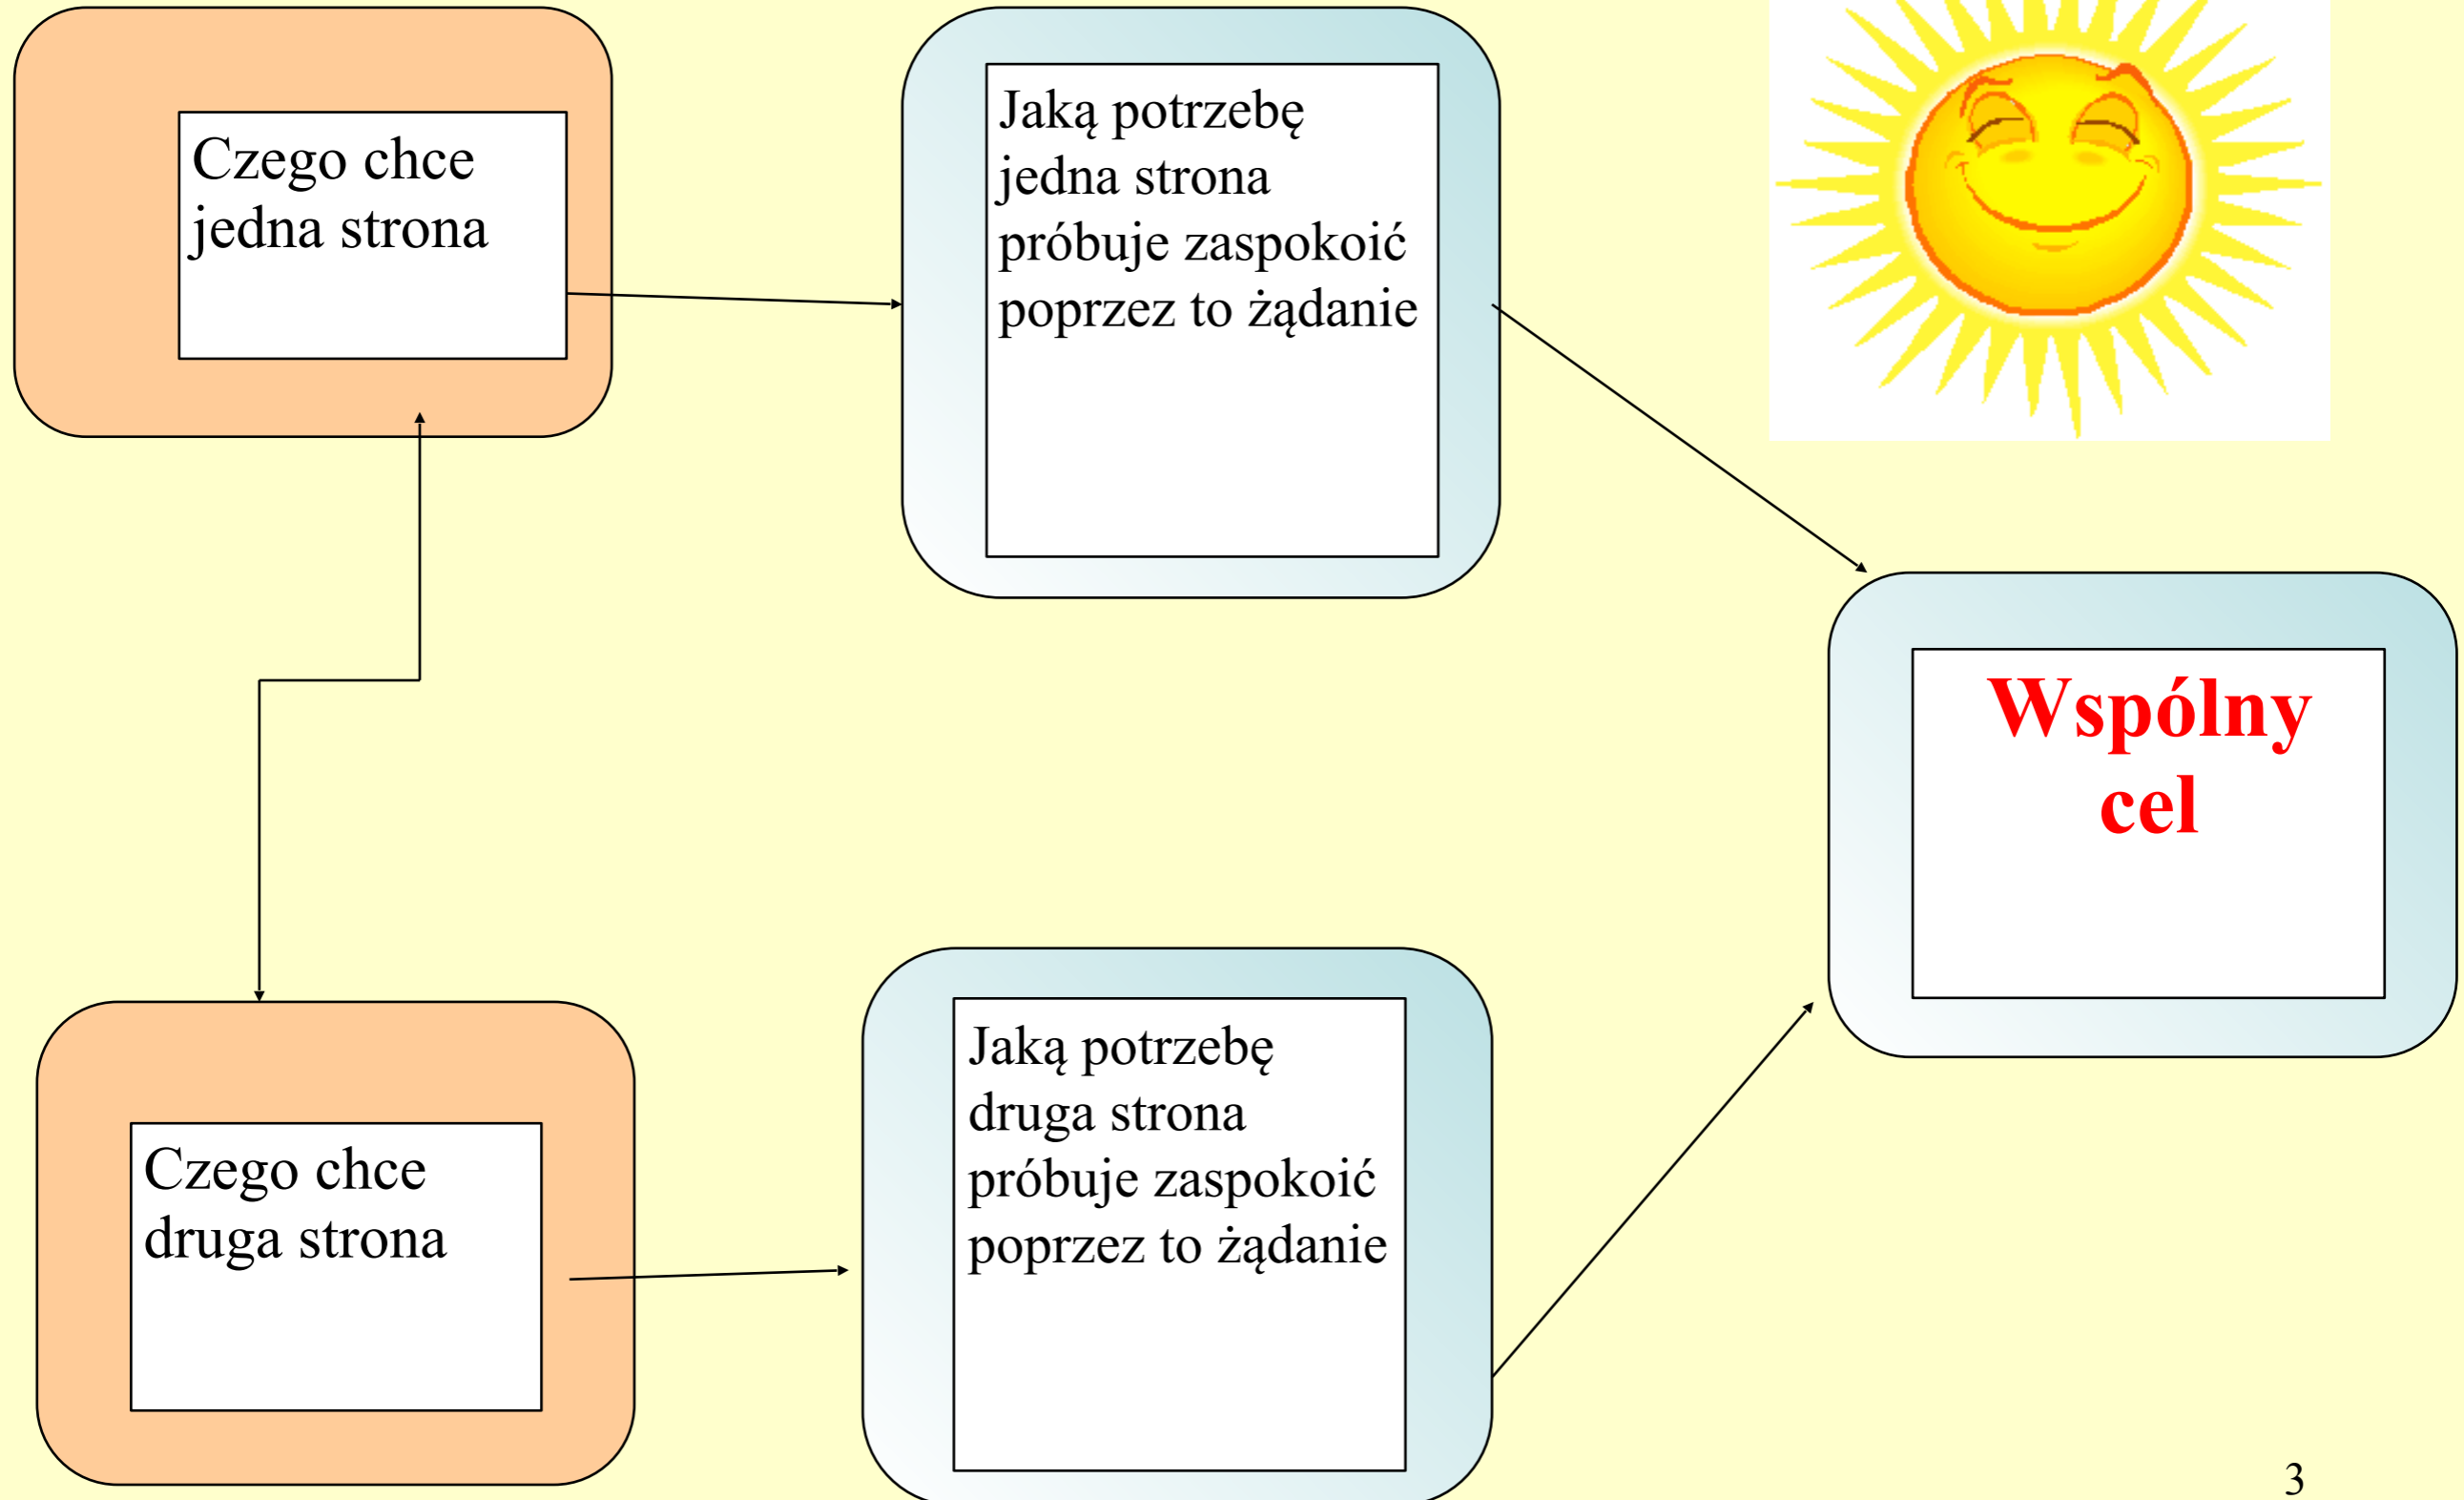 Czego chce
jedna strona
Jaką potrzebę
jedna strona
próbuje zaspokoić
poprzez to żądanie
Wspólny
cel
Czego chce
druga strona
Jaką potrzebę
druga strona
próbuje zaspokoić
poprzez to żądanie
3